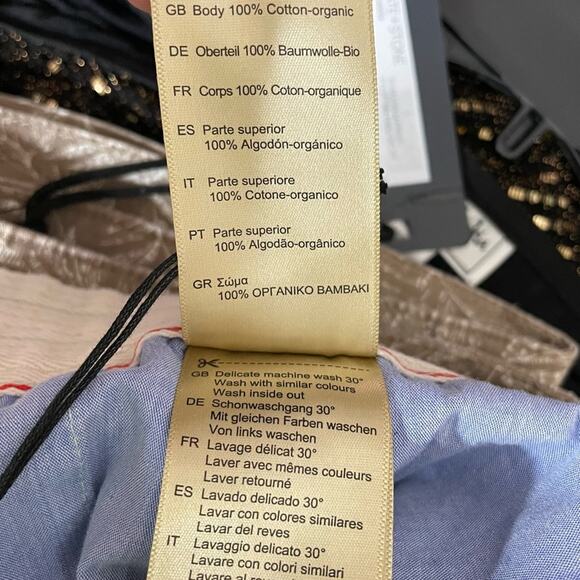 GB Body 100% Cotton-organic
DE Oberteil 100% Baumwolle-Bio
FR Corps 100% Coton-organique
ES Parte superior
100% Algodón-orgánico
IT Parte superiore
100% Cotone-organico
PT Parte superior
100% Algodão-orgânico
GR Σώμα
100% ΟΡΓΑΝΙΚΟ ΒΑΜΒΑΚΙ
GB Delicate machine wash 30°
Wash with similar colours
Wash inside out
DE Schonwaschgang 30°
Mit gleichen Farben waschen
Von links waschen
FR Lavage délicat 30°
Laver avec mêmes couleurs
Laver retourné
ES Lavado delicado 30°
Lavar con colores similares
Lavar del reves
IT Lavaggio delicato 30°
Lavare con colori similari
Lavare al